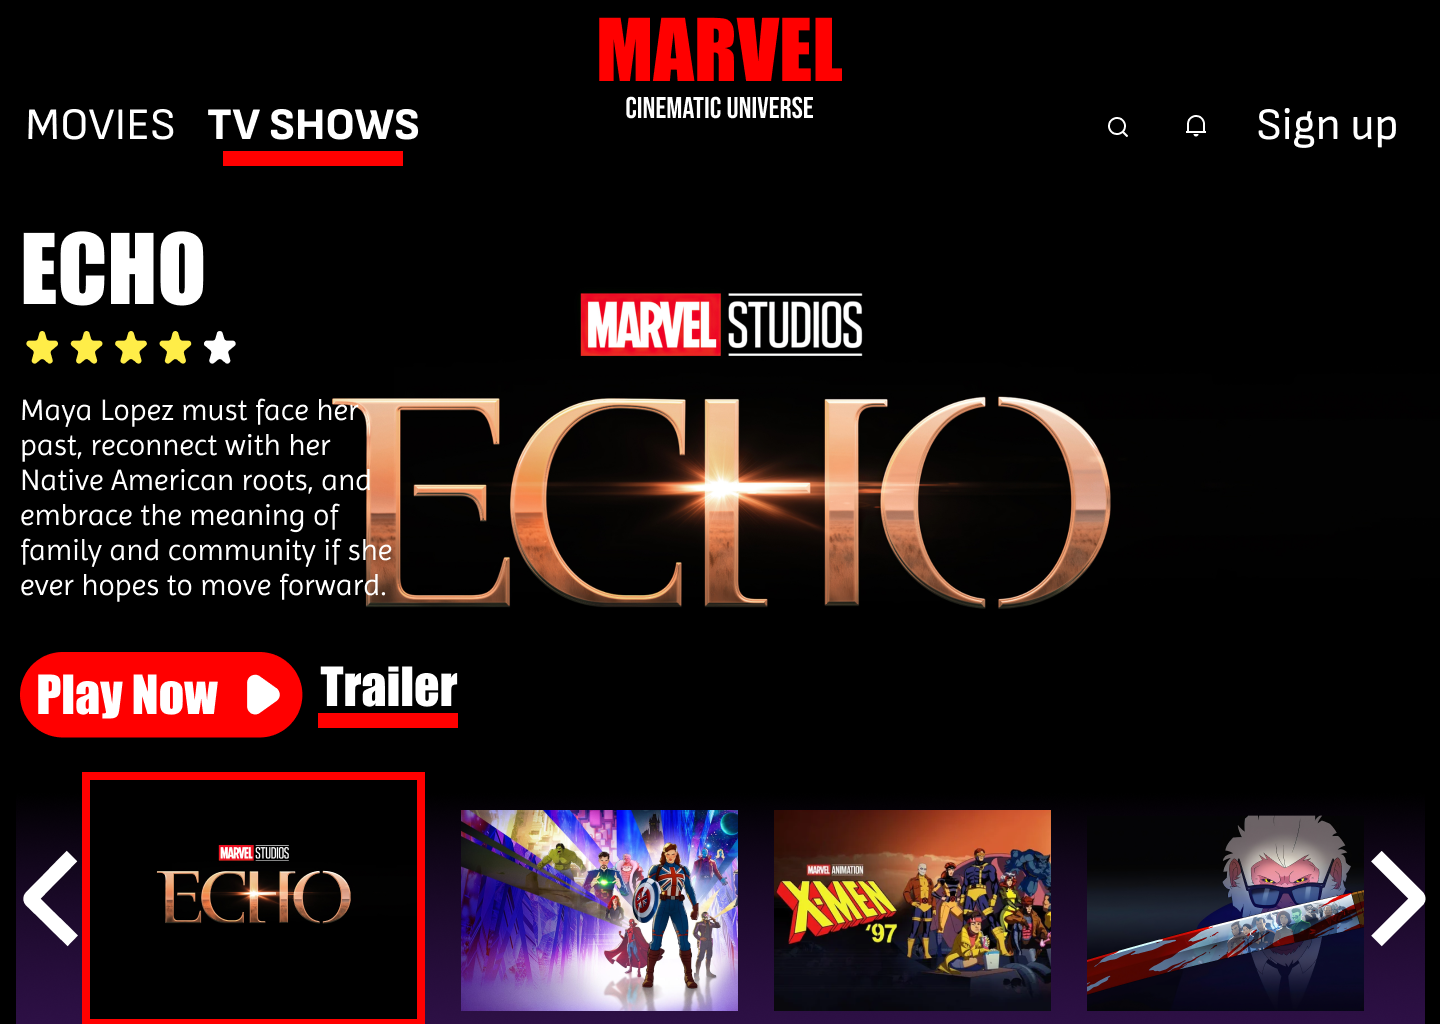 MARVEL
CINEMATIC UNIVERSE
MOVIES
TV SHOWS
Sign up
ECHO
MARVEL STUDIOS
ECHO
Maya Lopez must face her
past, reconnect with her
Native American roots, and
embrace the meaning of
family and community if she
ever hopes to move forward.
Play Now
Trailer
MARVEL STUDIOS
ECHO
MARVEL ANIMATION
X-MEN
'97